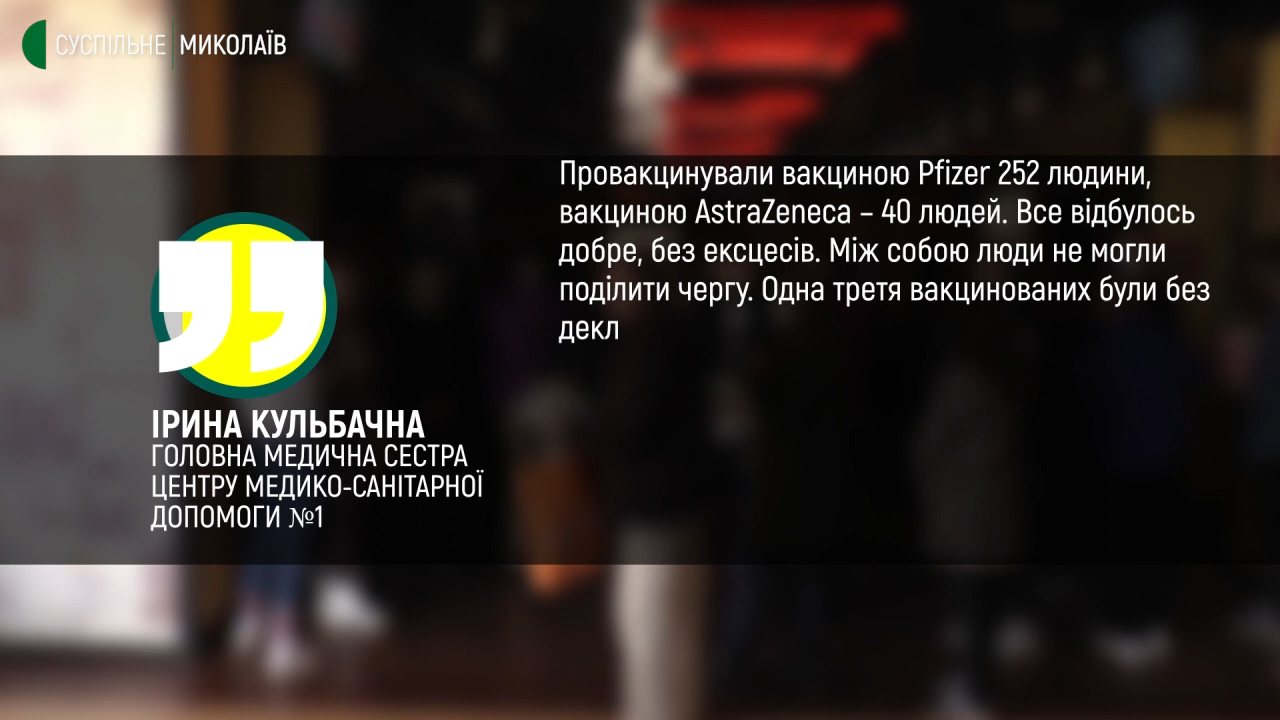 СУСПІЛЬНЕ МИКОЛАЇВ
Провакцинували вакциною Pfizer 252 людини,
вакциною AstraZeneca – 40 людей. Все відбулось
добре, без ексцесів. Між собою люди не могли
поділити чергу. Одна третя вакцинованих були без
декл
ІРИНА КУЛЬБАЧНА
ГОЛОВНА МЕДИЧНА СЕСТРА
ЦЕНТРУ МЕДИКО-САНІТАРНОЇ
ДОПОМОГИ №1